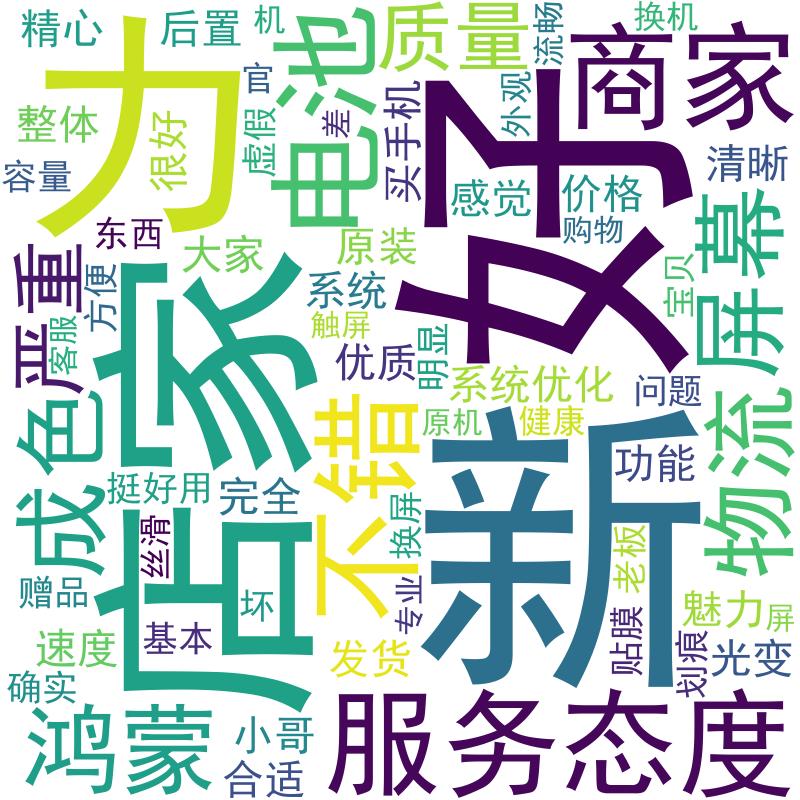 精心
后置
机
电池
质量
流畅
换机
力
官
商家
好
整体
很好
虚假
差
买手机
外观
容量
感觉
价格
清晰
东西
大家
原装
购物
屏幕
严重
方便
店家
系统
宝贝
客服
触屏
优质
明显
系统优化
问题
成色
不错
原机
健康
新
物流
挺好用
完全
换屏
功能
丝滑
坏
老板
赠品
专业
基本
贴膜
魅力
屏
速度
发货
划痕
光变
确实
鸿蒙
小哥
合适
服务态度